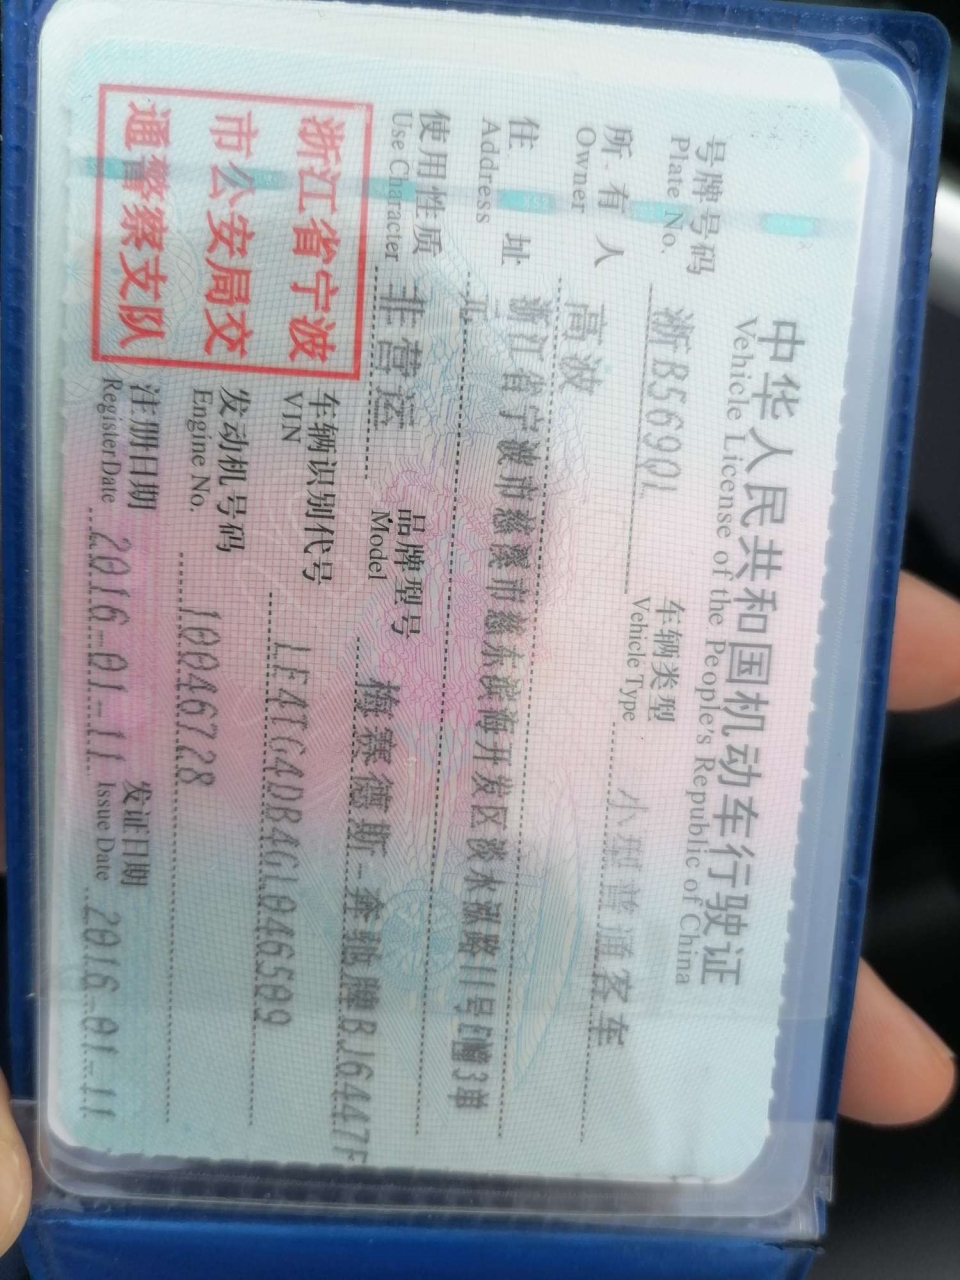 中华人民共和国机动车行驶证
Vehicle License of the People's Republic of China
号牌号码 浙B569Q1 车辆类型 小型普通客车
Plate No. Vehicle Type
所有人 高波
Owner
住址 浙江省宁波市慈溪市慈东滨海开发区淡水泓路111号 3单
Address 元
使用性质 非营运 品牌型号 梅赛德斯-奔驰牌BJ6447F
Use Character Model
浙江省宁波
市公安局交
通警察支队
车辆识别代号 LE4TG4DB4GL046509
VIN
发动机号码 10046728
Engine No.
注册日期 2016-01-11 发证日期 2016-01-11
Register Date Issue Date